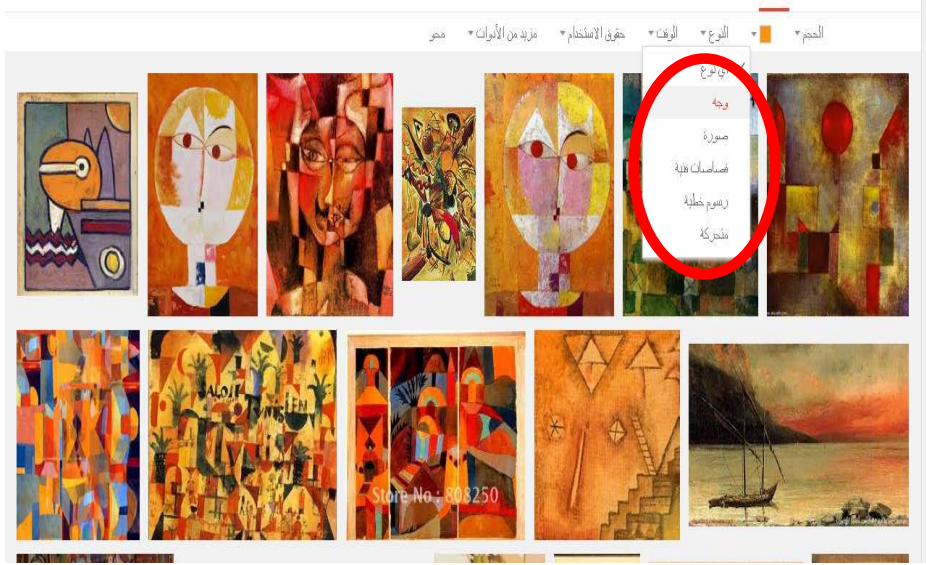 الحجم النوع الوقت حقوق الاستخدام مزيد من الأدوات محو
أي نوع
وجه
صورة
قصاصات فنية
رسوم خطية
متحركة
Store No : 808250